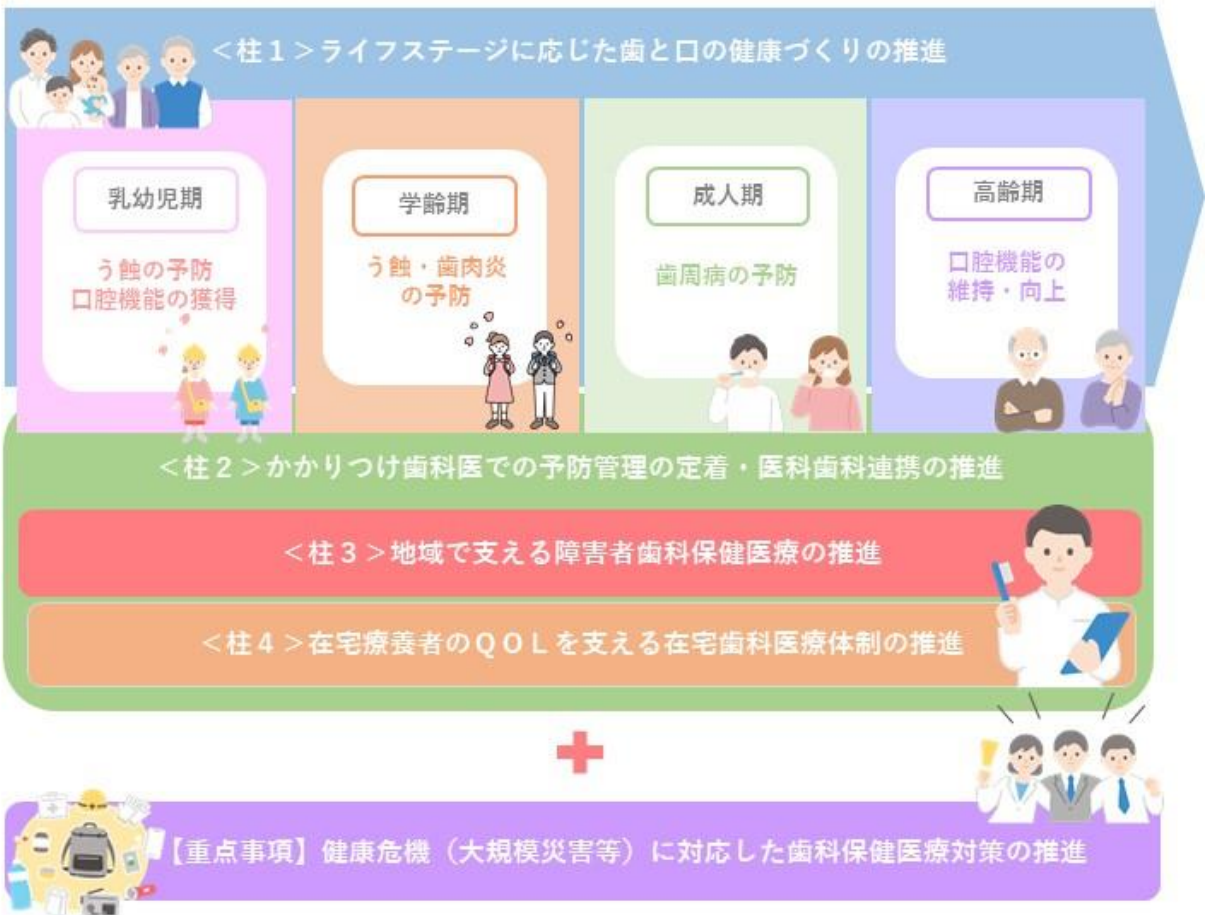 ＜柱１＞ライフステージに応じた歯と口の健康づくりの推進
乳幼児期
う蝕の予防
口腔機能の獲得
学齢期
う蝕・歯肉炎
の予防
成人期
歯周病の予防
高齢期
口腔機能の
維持・向上
＜柱２＞かかりつけ歯科医での予防管理の定着・医科歯科連携の推進
＜柱３＞地域で支える障害者歯科保健医療の推進
＜柱４＞在宅療養者のＱＯＬを支える在宅歯科医療体制の推進
【重点事項】健康危機（大規模災害等）に対応した歯科保健医療対策の推進